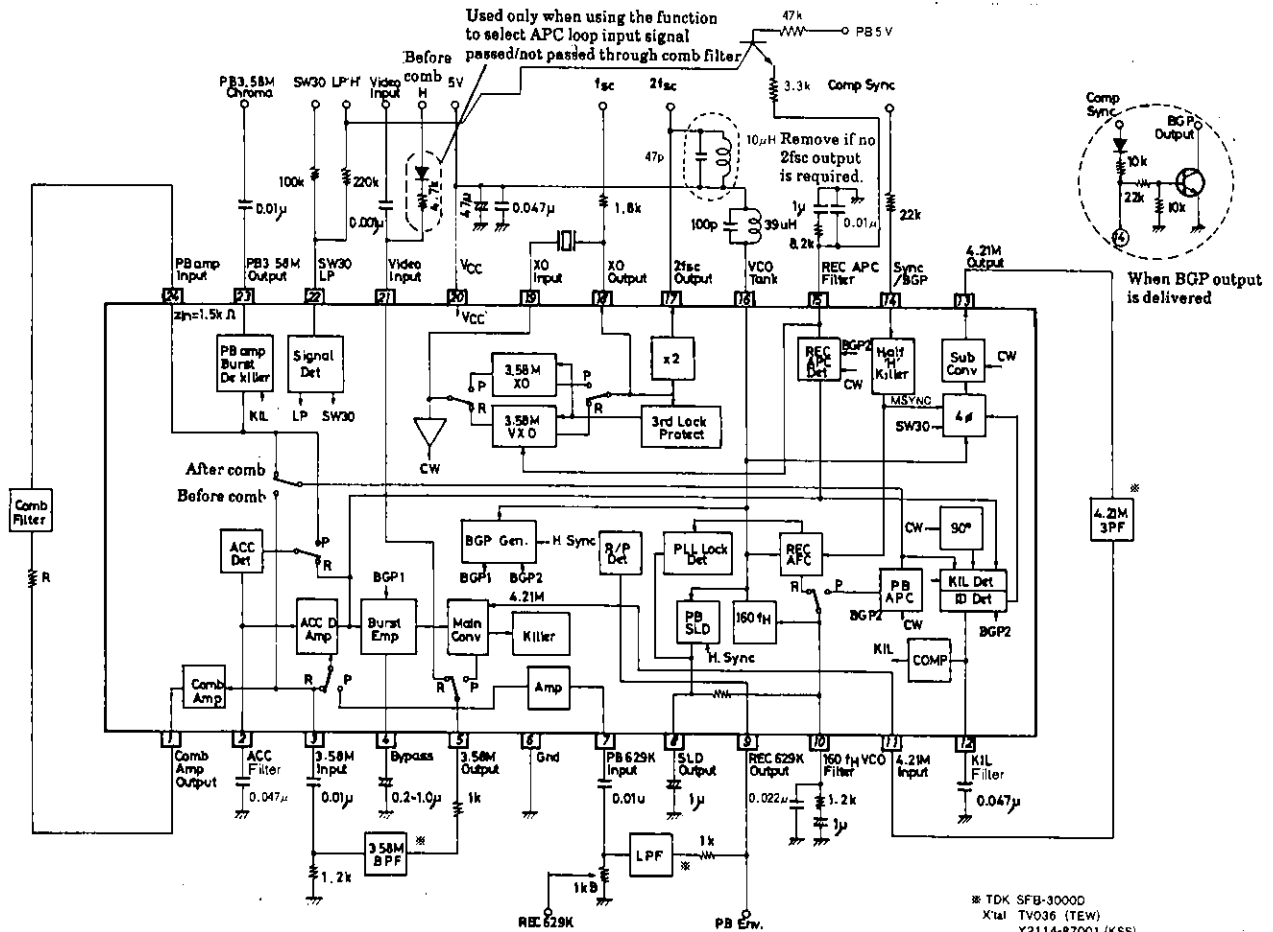 Used only when using the function
to select APC loop input signal
passed/not passed through comb filter
47k
PB 5V
Before
comb
PB3.58M
Chroma
SW30
LP'H'
Video
Input
H
5V
fsc
2fsc
3.3k
Comp Sync
Comp
Sync
BGP
Output
10k
22k
10k
14
When BGP output
is delivered
10µH
Remove if no
2fsc output
is required.
47p
100k
220k
4.7k
0.01µ
0.001µ
47µ
0.047µ
1.8k
100p
39uH
1µ
0.01µ
8.2k
22k
PB amp
Input
PB3.58M
Output
SW30
LP
Video
Input
Vcc
XO
Input
XO
Output
2fsc
Output
VCO
Tank
REC APC
Filter
Sync
/BGP
4.21M
Output
24
23
22
21
20
19
18
17
16
15
14
13
zin=1.5k Ω
Vcc
PB amp
Burst
De killer
KIL
Signal
Det
LP
SW30
3.58M
XO
3.58M
VXO
P
R
P
R
CW
x2
3rd Lock
Protect
REC
APC
Det
BGP2
CW
Half
'H'
Killer
MSYNC
Sub
Conv
CW
4ø
SW30
After comb
Before comb
Comb
Filter
R
ACC
Det
P
R
BGP Gen.
H Sync
BGP1
BGP2
R/P
Det
PLL Lock
Det
REC
APC
R
P
CW
90°
KIL Det
ID Det
BGP2
PB
APC
BGP2
CW
4.21M
3PF
※
BGP1
ACC D
Amp
Burst
Emp
Main
Conv
4.21M
Killer
PB
SLD
H. Sync
160 fH
KIL
COMP
Comb
Amp
R
P
R
P
Amp
1
2
3
4
5
6
7
8
9
10
11
12
Comb
Amp
Output
ACC
Filter
3.58M
Input
Bypass
3.58M
Output
Gnd
PB629K
Input
SLD
Output
REC629K
Output
160 fH VCO
Filter
4.21M
Input
KIL
Filter
0.047µ
0.01µ
0.2-1.0µ
1k
0.01u
1µ
0.022µ
1.2k
1µ
0.047µ
3.58M
BPF
※
1.2k
LPF
※
1k
1kB
REC629K
PB Env.
※ TDK SFB-3000D
X'tal TV036 (TEW)